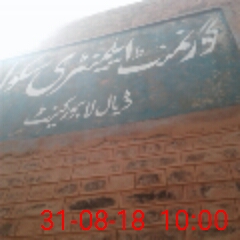 گورنمنٹ ایلیمنٹری سکول
ڈیال لاہور کینٹ
31-08-18 10:00